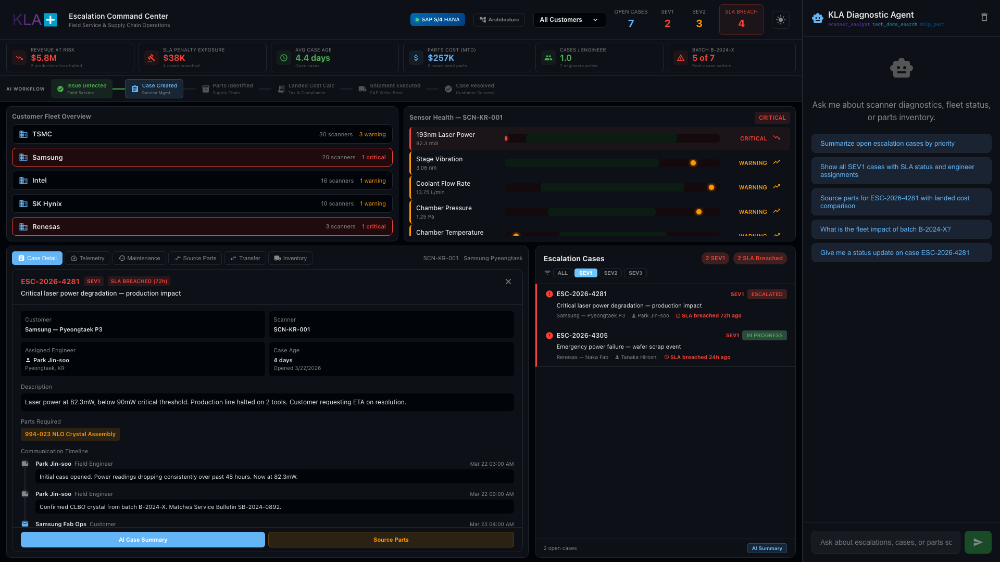 KLA+
Escalation Command Center
Field Service & Supply Chain Operations
SAP S/4 HANA
Architecture
All Customers
OPEN CASES
7
SEV1
2
SEV2
3
SLA BREACH
4
REVENUE AT RISK
$5.8M
2 production lines halted
SLA PENALTY EXPOSURE
$38K
4 cases breached
AVG CASE AGE
4.4 days
Open cases
PARTS COST (MTD)
$257K
5 cases need parts
CASES / ENGINEER
1.0
7 engineers active
BATCH B-2024-X
5 of 7
Root cause pattern
AI WORKFLOW
Issue Detected
Field Service
Case Created
Service Mgmt
Parts Identified
Supply Chain
Landed Cost Calc
Tax & Compliance
Shipment Executed
SAP Write-Back
Case Resolved
Customer Success
Customer Fleet Overview
TSMC 30 scanners 3 warning
Samsung 20 scanners 1 critical
Intel 16 scanners 1 warning
SK Hynix 10 scanners 1 warning
Renesas 3 scanners 1 critical
Sensor Health — SCN-KR-001 CRITICAL
193nm Laser Power
82.3 mW
CRITICAL
Stage Vibration
3.06 nm
WARNING
Coolant Flow Rate
13.75 L/min
WARNING
Chamber Pressure
1.25 Pa
WARNING
Chamber Temperature
WARNING
Case Detail
Telemetry
Maintenance
Source Parts
Transfer
Inventory
SCN-KR-001 Samsung Pyeongtaek
ESC-2026-4281 SEV1 SLA BREACHED (72h)
Critical laser power degradation — production impact
Customer
Samsung — Pyeongtaek P3
Scanner
SCN-KR-001
Assigned Engineer
Park Jin-soo
Pyeongtaek, KR
Case Age
4 days
Opened 3/22/2026
Description
Laser power at 82.3mW, below 90mW critical threshold. Production line halted on 2 tools. Customer requesting ETA on resolution.
Parts Required
994-023 NLO Crystal Assembly
Communication Timeline
Park Jin-soo Field Engineer Mar 22 03:00 AM
Initial case opened. Power readings dropping consistently over past 48 hours. Now at 82.3mW.
Park Jin-soo Field Engineer Mar 22 09:00 AM
Confirmed CLBO crystal from batch B-2024-X. Matches Service Bulletin SB-2024-0892.
Samsung Fab Ops Customer Mar 23 04:00 AM
AI Case Summary
Source Parts
Escalation Cases
2 SEV1
2 SLA Breached
ALL
SEV1
SEV2
SEV3
ESC-2026-4281 SEV1 ESCALATED
Critical laser power degradation — production impact
Samsung — Pyeongtaek P3 Park Jin-soo SLA breached 72h ago
ESC-2026-4305 SEV1 IN PROGRESS
Emergency power failure — wafer scrap event
Renesas — Naka Fab Tanaka Hiroshi SLA breached 24h ago
2 open cases
AI Summary
KLA Diagnostic Agent
scanner_analyst tech_docs_search ship_part
Ask me about scanner diagnostics, fleet status,
or parts inventory.
Summarize open escalation cases by priority
Show all SEV1 cases with SLA status and engineer
assignments
Source parts for ESC-2026-4281 with landed cost
comparison
What is the fleet impact of batch B-2024-X?
Give me a status update on case ESC-2026-4281
Ask about escalations, cases, or parts sc